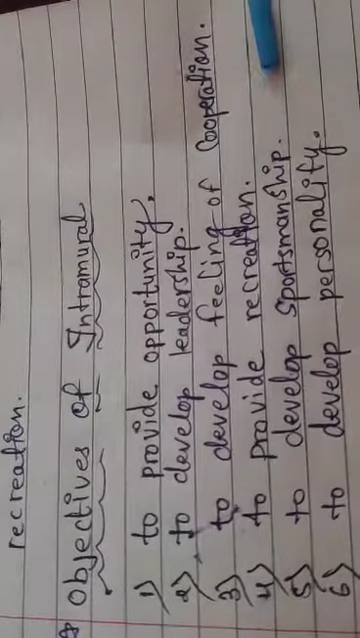 recreation.
* Objectives of Intramural
1) to provide opportunity.
2) to develop leadership.
3) to develop feeling of Cooperation.
4) to provide recreation.
5) to develop Sportsmanship.
6) to develop personality.